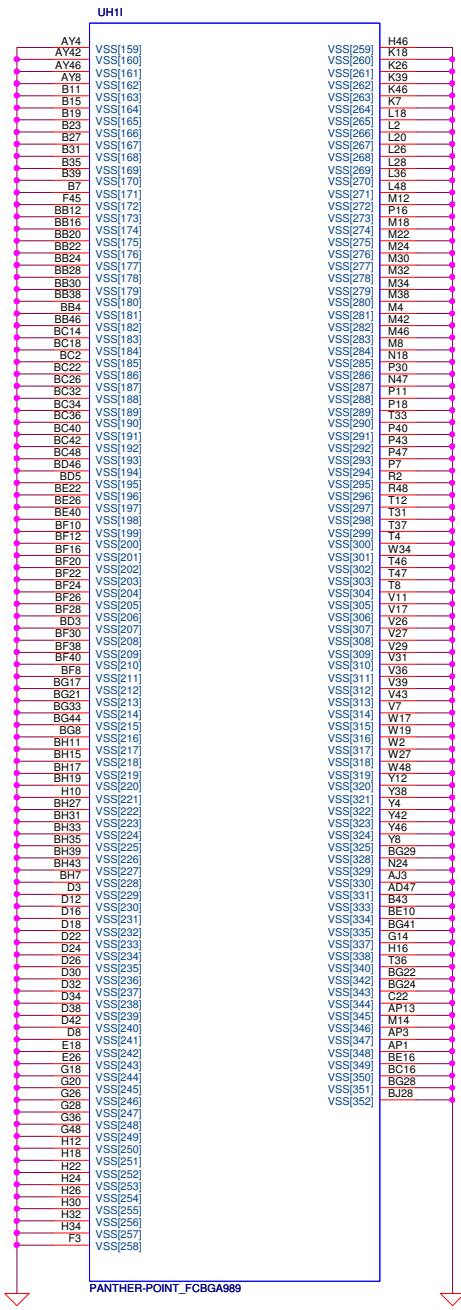 UH1I
AY4 VSS[159]
AY42 VSS[160]
AY46 VSS[161]
AY8 VSS[162]
B11 VSS[163]
B15 VSS[164]
B19 VSS[165]
B23 VSS[166]
B27 VSS[167]
B31 VSS[168]
B35 VSS[169]
B39 VSS[170]
B7 VSS[171]
F45 VSS[172]
BB12 VSS[173]
BB16 VSS[174]
BB20 VSS[175]
BB22 VSS[176]
BB24 VSS[177]
BB28 VSS[178]
BB30 VSS[179]
BB38 VSS[180]
BB4 VSS[181]
BB46 VSS[182]
BC14 VSS[183]
BC18 VSS[184]
BC2 VSS[185]
BC22 VSS[186]
BC26 VSS[187]
BC32 VSS[188]
BC34 VSS[189]
BC36 VSS[190]
BC40 VSS[191]
BC42 VSS[192]
BC48 VSS[193]
BD46 VSS[194]
BD5 VSS[195]
BE22 VSS[196]
BE26 VSS[197]
BE40 VSS[198]
BF10 VSS[199]
BF12 VSS[200]
BF16 VSS[201]
BF20 VSS[202]
BF22 VSS[203]
BF24 VSS[204]
BF26 VSS[205]
BF28 VSS[206]
BD3 VSS[207]
BF30 VSS[208]
BF38 VSS[209]
BF40 VSS[210]
BF8 VSS[211]
BG17 VSS[212]
BG21 VSS[213]
BG33 VSS[214]
BG44 VSS[215]
BG8 VSS[216]
BH11 VSS[217]
BH15 VSS[218]
BH17 VSS[219]
BH19 VSS[220]
H10 VSS[221]
BH27 VSS[222]
BH31 VSS[223]
BH33 VSS[224]
BH35 VSS[225]
BH39 VSS[226]
BH43 VSS[227]
BH7 VSS[228]
D3 VSS[229]
D12 VSS[230]
D16 VSS[231]
D18 VSS[232]
D22 VSS[233]
D24 VSS[234]
D26 VSS[235]
D30 VSS[236]
D32 VSS[237]
D34 VSS[238]
D38 VSS[239]
D42 VSS[240]
D8 VSS[241]
E18 VSS[242]
E26 VSS[243]
G18 VSS[244]
G20 VSS[245]
G26 VSS[246]
G28 VSS[247]
G36 VSS[248]
G48 VSS[249]
H12 VSS[250]
H18 VSS[251]
H22 VSS[252]
H24 VSS[253]
H26 VSS[254]
H30 VSS[255]
H32 VSS[256]
H34 VSS[257]
F3 VSS[258]
VSS[259] H46
VSS[260] K18
VSS[261] K26
VSS[262] K39
VSS[263] K46
VSS[264] K7
VSS[265] L18
VSS[266] L2
VSS[267] L20
VSS[268] L26
VSS[269] L28
VSS[270] L36
VSS[271] L48
VSS[272] M12
VSS[273] P16
VSS[274] M18
VSS[275] M22
VSS[276] M24
VSS[277] M30
VSS[278] M32
VSS[279] M34
VSS[280] M38
VSS[281] M4
VSS[282] M42
VSS[283] M46
VSS[284] M8
VSS[285] N18
VSS[286] P30
VSS[287] N47
VSS[288] P11
VSS[289] P18
VSS[290] T33
VSS[291] P40
VSS[292] P43
VSS[293] P47
VSS[294] P7
VSS[295] R2
VSS[296] R48
VSS[297] T12
VSS[298] T31
VSS[299] T37
VSS[300] T4
VSS[301] W34
VSS[302] T46
VSS[303] T47
VSS[304] T8
VSS[305] V11
VSS[306] V17
VSS[307] V26
VSS[308] V27
VSS[309] V29
VSS[310] V31
VSS[311] V36
VSS[312] V39
VSS[313] V43
VSS[314] V7
VSS[315] W17
VSS[316] W19
VSS[317] W2
VSS[318] W27
VSS[319] W48
VSS[320] Y12
VSS[321] Y38
VSS[322] Y4
VSS[323] Y42
VSS[324] Y46
VSS[325] Y8
VSS[328] BG29
VSS[329] N24
VSS[330] AJ3
VSS[331] AD47
VSS[333] B43
VSS[334] BE10
VSS[335] BG41
VSS[337] G14
VSS[338] H16
VSS[340] T36
VSS[342] BG22
VSS[343] BG24
VSS[344] C22
VSS[345] AP13
VSS[346] M14
VSS[347] AP3
VSS[348] AP1
VSS[349] BE16
VSS[350] BC16
VSS[351] BG28
VSS[352] BJ28
PANTHER-POINT_FCBGA989